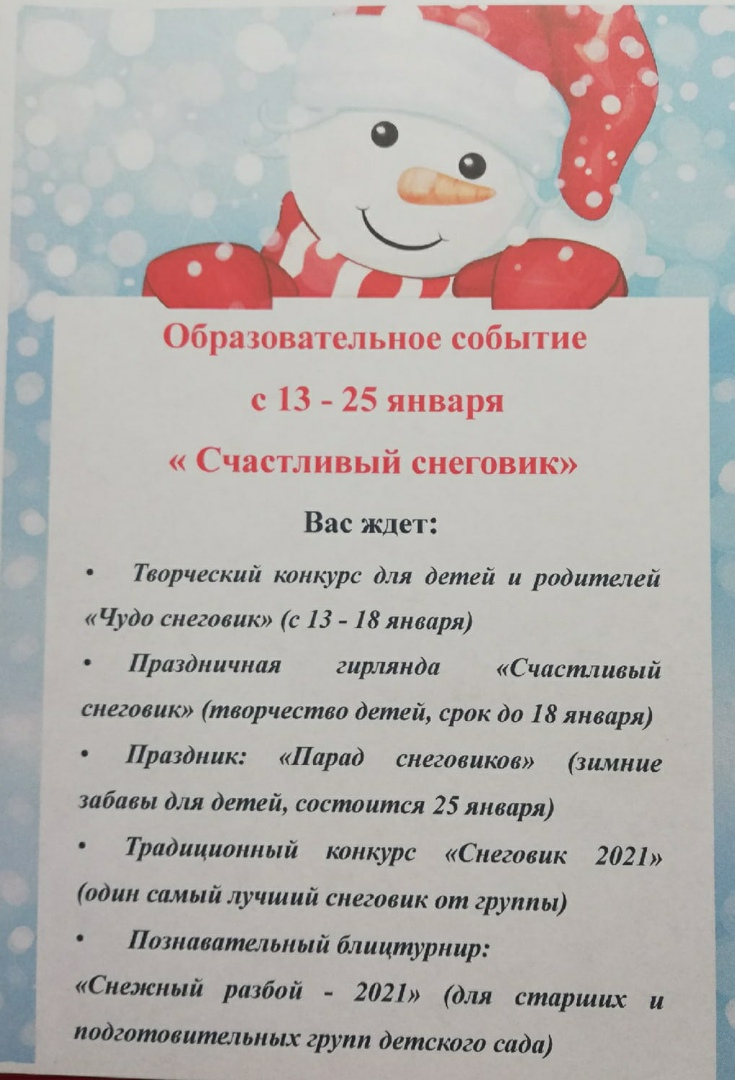 Образовательное событие
с 13 - 25 января
« Счастливый снеговик»
Вас ждет:
• Творческий конкурс для детей и родителей
«Чудо снеговик» (с 13 - 18 января)
• Праздничная гирлянда «Счастливый
снеговик» (творчество детей, срок до 18 января)
• Праздник: «Парад снеговиков» (зимние
забавы для детей, состоится 25 января)
• Традиционный конкурс «Снеговик 2021»
(один самый лучший снеговик от группы)
• Познавательный блицтурнир:
«Снежный разбой - 2021» (для старших и
подготовительных групп детского сада)